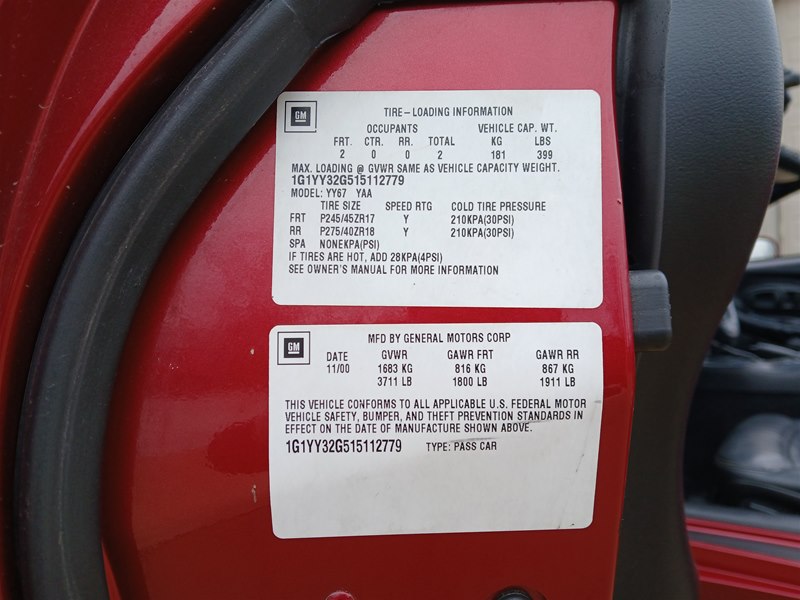 GM
TIRE-LOADING INFORMATION
OCCUPANTS VEHICLE CAP. WT.
FRT. CTR. RR. TOTAL KG LBS
2 0 0 2 181 399
MAX. LOADING @ GVWR SAME AS VEHICLE CAPACITY WEIGHT.
1G1YY32G515112779
MODEL: YY67 YAA
TIRE SIZE SPEED RTG COLD TIRE PRESSURE
FRT P245/45ZR17 Y 210KPA(30PSI)
RR P275/40ZR18 Y 210KPA(30PSI)
SPA NONEKPA(PSI)
IF TIRES ARE HOT, ADD 28KPA(4PSI)
SEE OWNER'S MANUAL FOR MORE INFORMATION
GM
MFD BY GENERAL MOTORS CORP
DATE GVWR GAWR FRT GAWR RR
11/00 1683 KG 816 KG 867 KG
3711 LB 1800 LB 1911 LB
THIS VEHICLE CONFORMS TO ALL APPLICABLE U.S. FEDERAL MOTOR
VEHICLE SAFETY, BUMPER, AND THEFT PREVENTION STANDARDS IN
EFFECT ON THE DATE OF MANUFACTURE SHOWN ABOVE.
1G1YY32G515112779 TYPE: PASS CAR